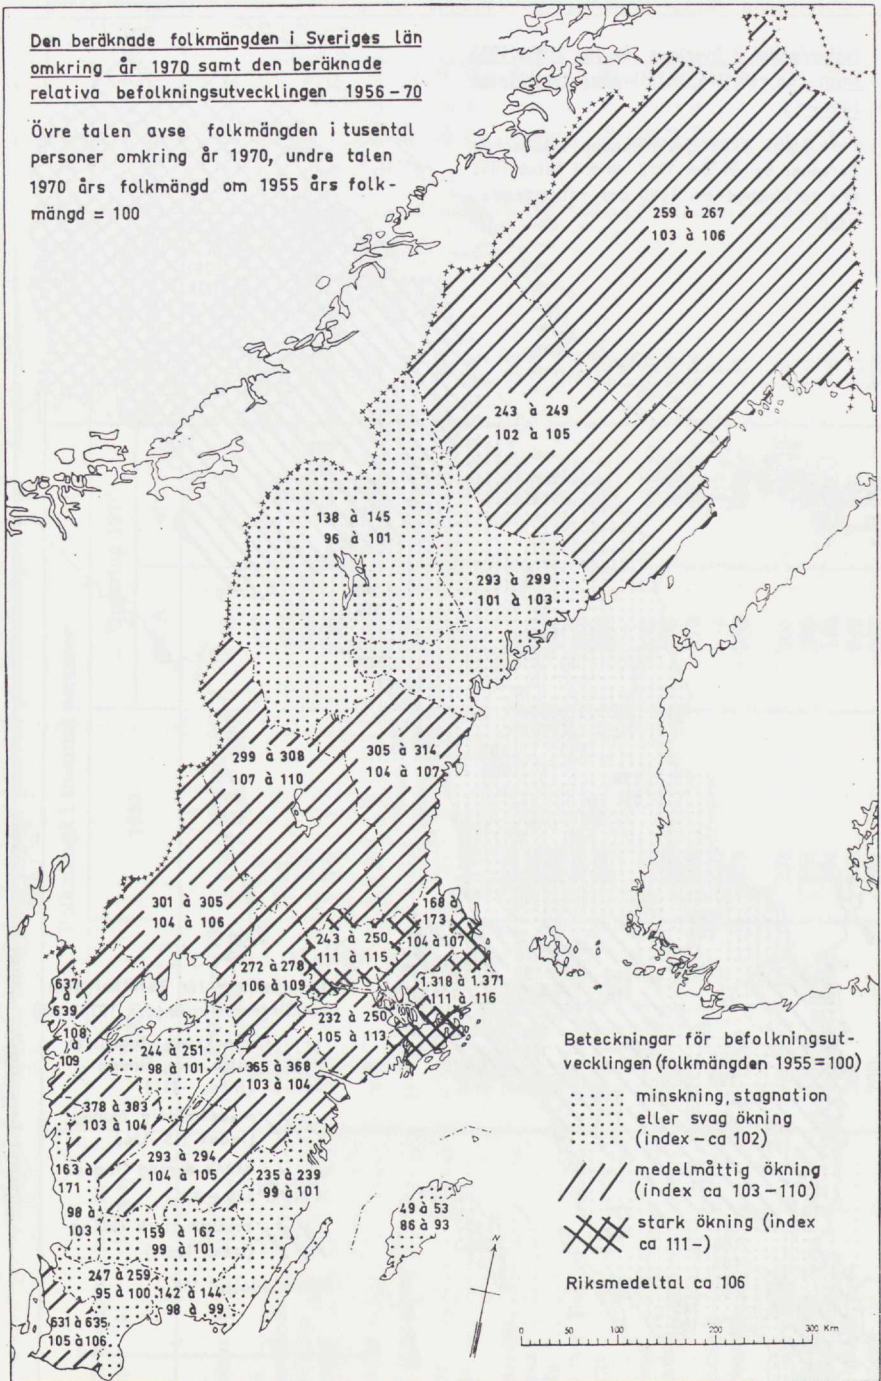 Den beräknade folkmängden i Sveriges län
omkring år 1970 samt den beräknade
relativa befolkningsutvecklingen 1956-70
Övre talen avse folkmängden i tusental
personer omkring år 1970, undre talen
1970 års folkmängd om 1955 års folk-
mängd = 100
259 à 267
103 à 106
243 à 249
102 à 105
138 à 145
96 à 101
293 à 299
101 à 103
299 à 308
107 à 110
305 à 314
104 à 107
301 à 305
104 à 106
168 à
173
104 à 107
243 à 250
111 à 115
272 à 278
106 à 109
1.318 à 1.371
111 à 116
637
à
639
108
à
109
232 à 250
105 à 113
244 à 251
98 à 101
365 à 368
103 à 104
378 à 383
103 à 104
293 à 294
104 à 105
163 à
171
98 à
103
235 à 239
99 à 101
49 à 53
86 à 93
159 à 162
99 à 101
247 à 259
95 à 100
142 à 144
98 à 99
631 à 635
105 à 106
Beteckningar för befolkningsut-
vecklingen (folkmängden 1955=100)
minskning, stagnation
eller svag ökning
(index - ca 102)
medelmåttig ökning
(index ca 103-110)
stark ökning (index
ca 111-)
Riksmedeltal ca 106
N
0 50 100 200 300 Km